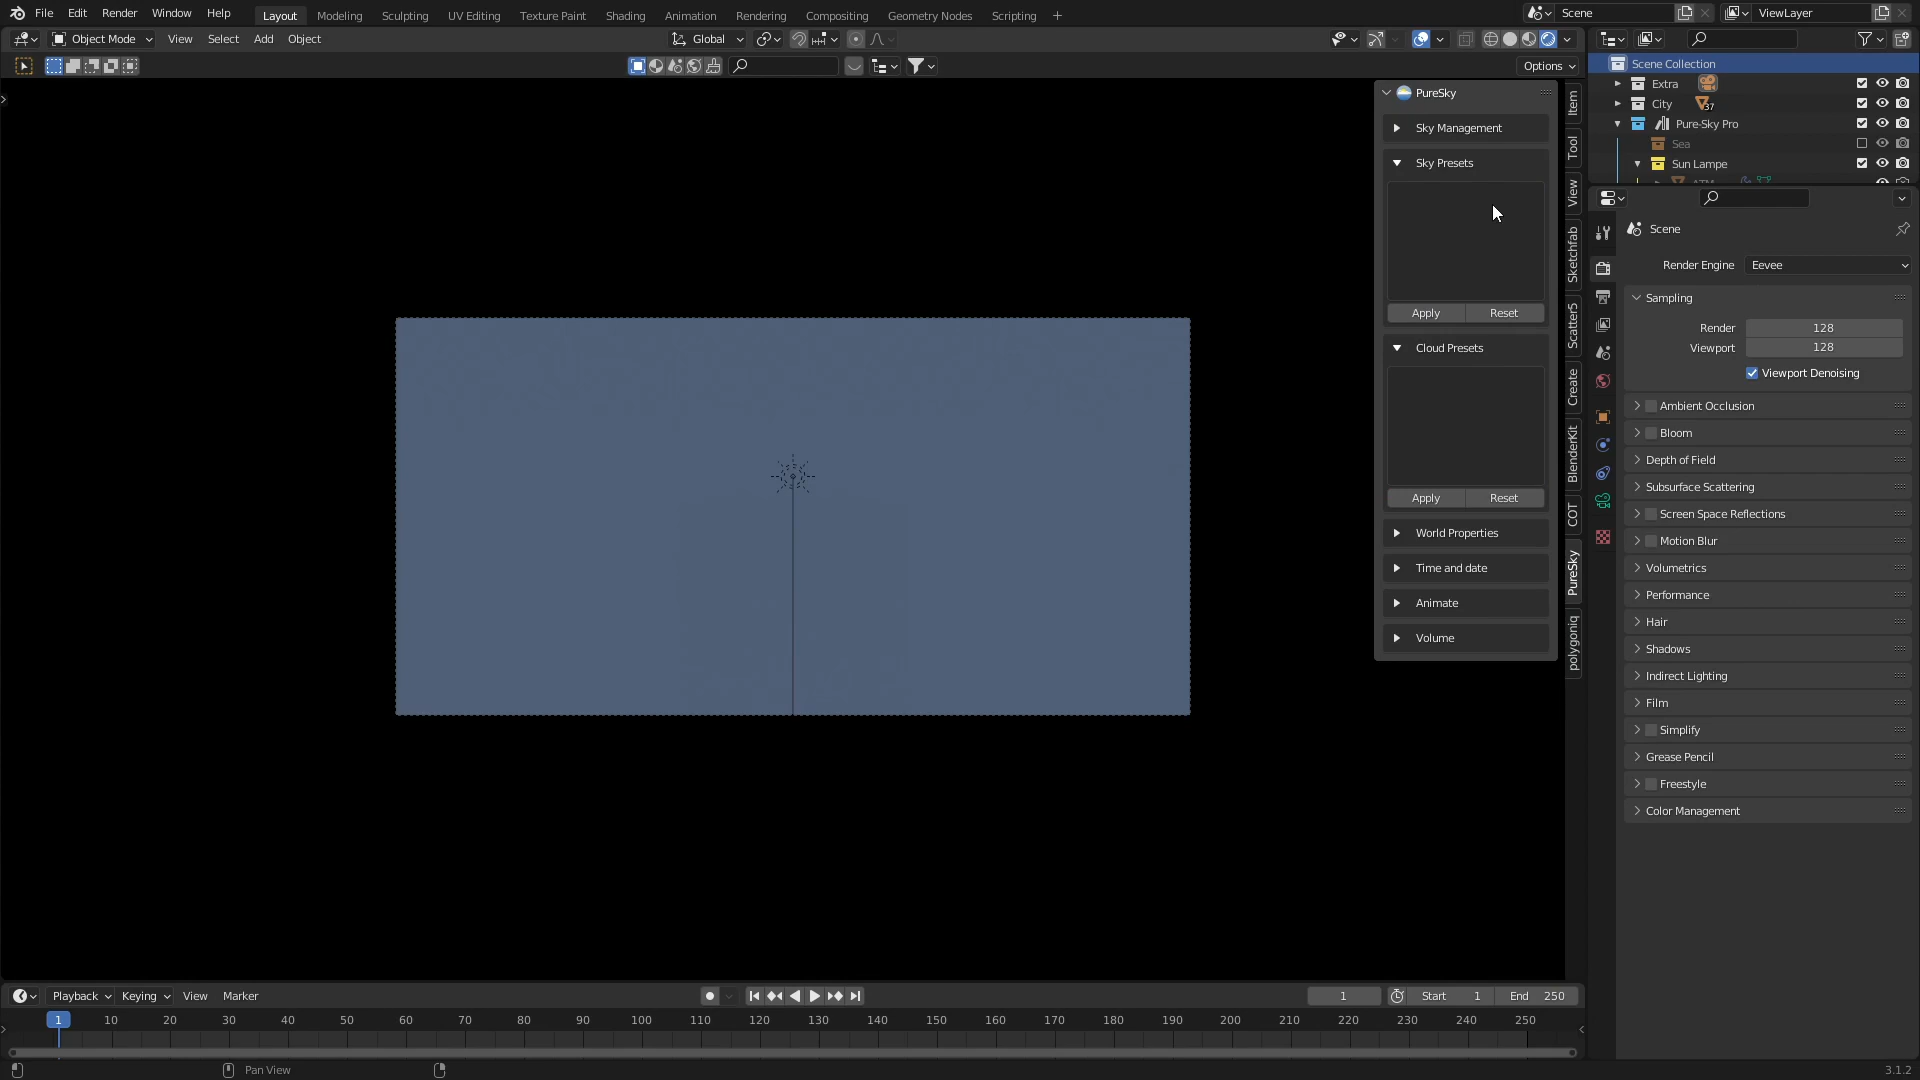 File Edit Render Window Help
Layout Modeling Sculpting UV Editing Texture Paint Shading Animation Rendering Compositing Geometry Nodes Scripting +
Scene
ViewLayer
Object Mode View Select Add Object
Global
Options
PureSky
Sky Management
Sky Presets
Apply Reset
Cloud Presets
Apply Reset
World Properties
Time and date
Animate
Volume
Item
Tool
View
Sketchfab
Scatter5
Create
BlenderKit
COT
PureSky
polygoniq
Scene Collection
Extra
City 37
Pure-Sky Pro
Sea
Sun Lampe
Scene
Render Engine Eevee
Sampling
Render 128
Viewport 128
Viewport Denoising
Ambient Occlusion
Bloom
Depth of Field
Subsurface Scattering
Screen Space Reflections
Motion Blur
Volumetrics
Performance
Hair
Shadows
Indirect Lighting
Film
Simplify
Grease Pencil
Freestyle
Color Management
Playback Keying View Marker
1 Start 1 End 250
1 10 20 30 40 50 60 70 80 90 100 110 120 130 140 150 160 170 180 190 200 210 220 230 240 250
Pan View
3.1.2